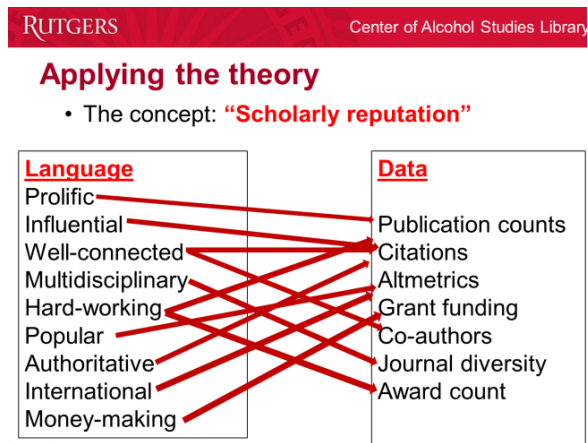 RUTGERS
Center of Alcohol Studies Library
Applying the theory
• The concept: “Scholarly reputation”
Language
Prolific
Influential
Well-connected
Multidisciplinary
Hard-working
Popular
Authoritative
International
Money-making
Data
Publication counts
Citations
Altmetrics
Grant funding
Co-authors
Journal diversity
Award count